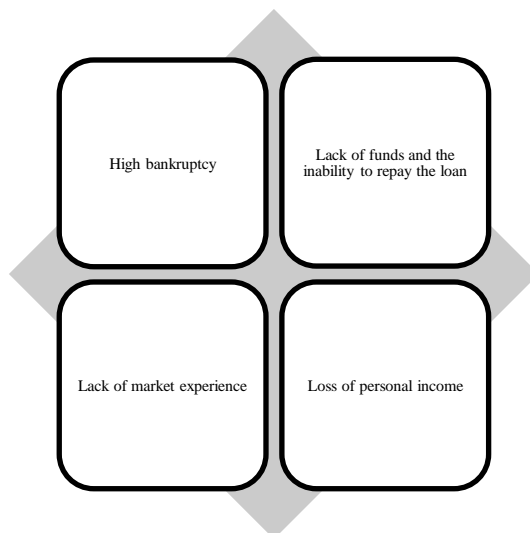 High bankruptcy
Lack of funds and the
inability to repay the loan
Lack of market experience
Loss of personal income